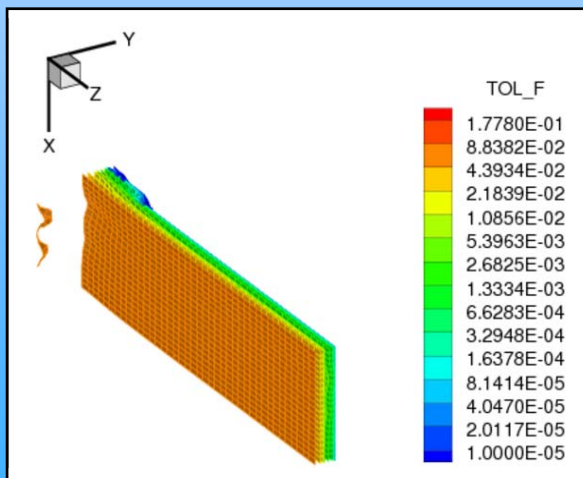 Y
Z
X
TOL_F
1.7780E-01
8.8382E-02
4.3934E-02
2.1839E-02
1.0856E-02
5.3963E-03
2.6825E-03
1.3334E-03
6.6283E-04
3.2948E-04
1.6378E-04
8.1414E-05
4.0470E-05
2.0117E-05
1.0000E-05